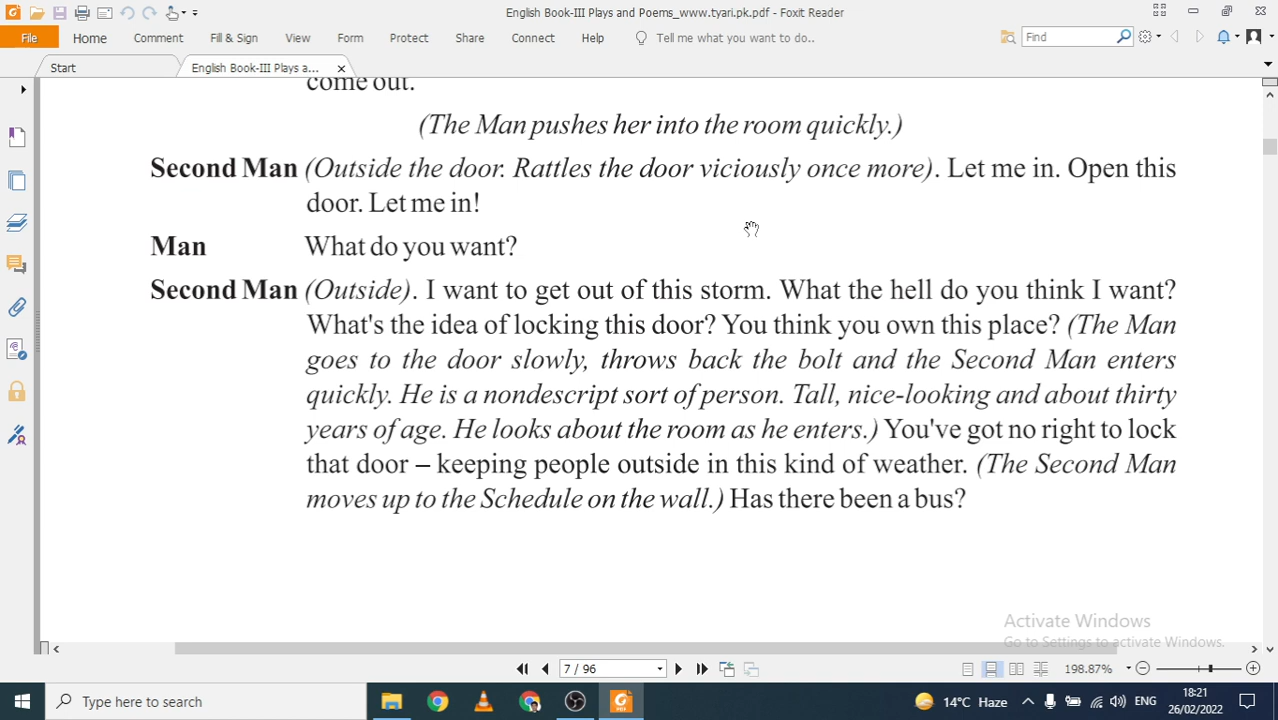 English Book-III Plays and Poems_www.tyari.pk.pdf - Foxit Reader
File Home Comment Fill & Sign View Form Protect Share Connect Help Tell me what you want to do.. Find
Start English Book-III Plays a...
come out.
(The Man pushes her into the room quickly.)
Second Man (Outside the door. Rattles the door viciously once more). Let me in. Open this
door. Let me in!
Man What do you want?
Second Man (Outside). I want to get out of this storm. What the hell do you think I want?
What's the idea of locking this door? You think you own this place? (The Man
goes to the door slowly, throws back the bolt and the Second Man enters
quickly. He is a nondescript sort of person. Tall, nice-looking and about thirty
years of age. He looks about the room as he enters.) You've got no right to lock
that door – keeping people outside in this kind of weather. (The Second Man
moves up to the Schedule on the wall.) Has there been a bus?
Activate Windows
Go to Settings to activate Windows.
7 / 96 198.87%
Type here to search 14°C Haze ENG 18:21
26/02/2022